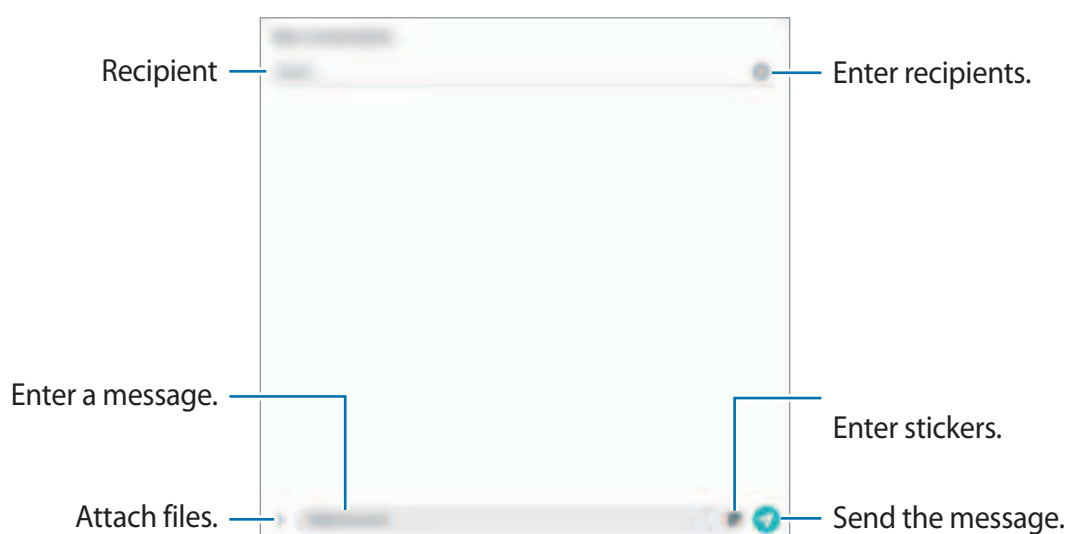 Recipient
Enter recipients.
Enter a message.
Enter stickers.
Attach files.
Send the message.